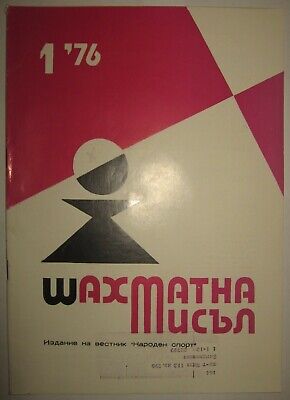 1 '76
ШАХМАТНА
МИСЪЛ
Издание на вестник "Народен спорт"